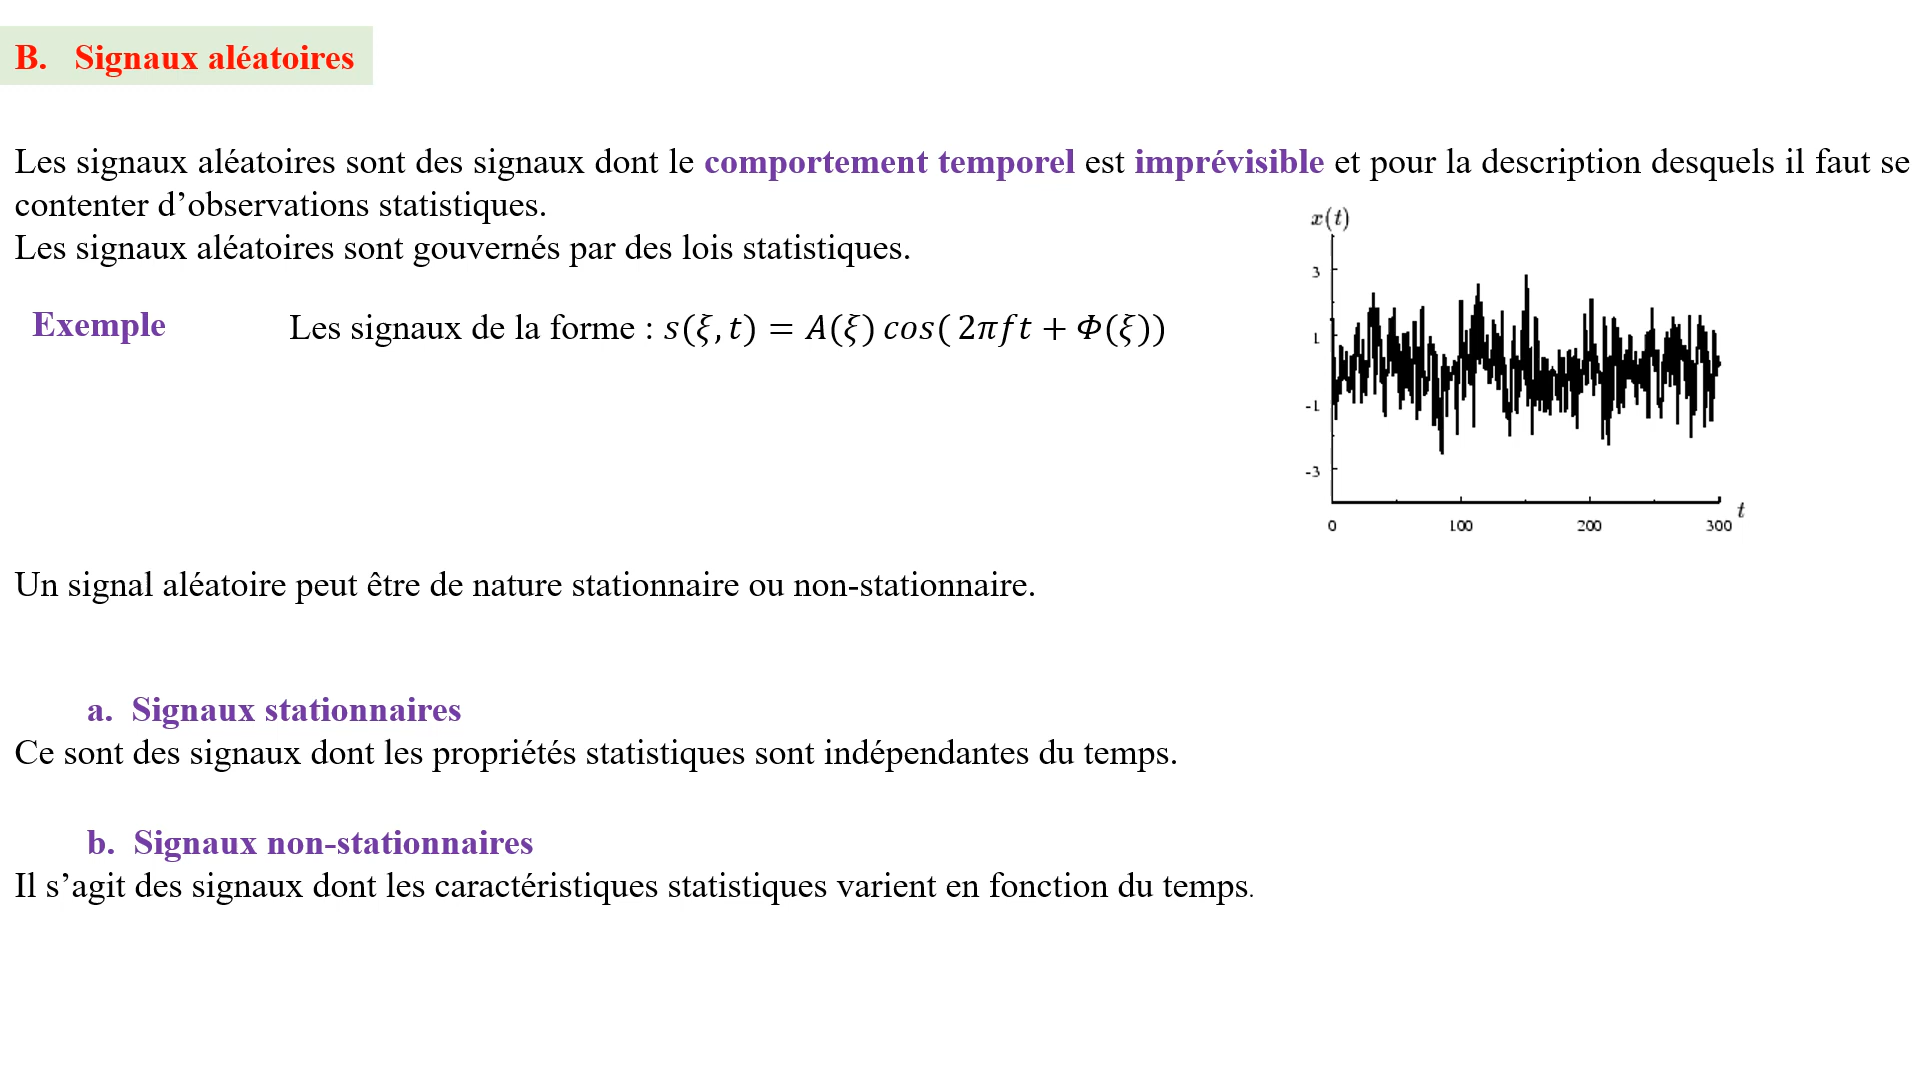 B. Signaux aléatoires
Les signaux aléatoires sont des signaux dont le comportement temporel est imprévisible et pour la description desquels il faut se
contenter d’observations statistiques.
Les signaux aléatoires sont gouvernés par des lois statistiques.
Exemple Les signaux de la forme : s(ξ, t) = A(ξ) cos( 2πft + Φ(ξ))
x(t)
3
1
-1
-3
0 100 200 300 t
Un signal aléatoire peut être de nature stationnaire ou non-stationnaire.
a. Signaux stationnaires
Ce sont des signaux dont les propriétés statistiques sont indépendantes du temps.
b. Signaux non-stationnaires
Il s’agit des signaux dont les caractéristiques statistiques varient en fonction du temps.